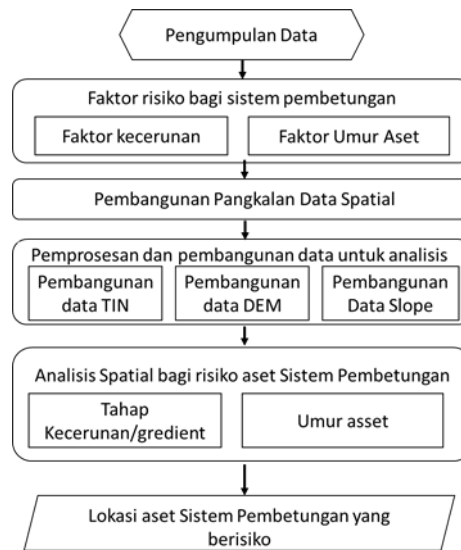 Pengumpulan Data
Faktor risiko bagi sistem pembetungan
Faktor kecerunan
Faktor Umur Aset
Pembangunan Pangkalan Data Spatial
Pemprosesan dan pembangunan data untuk analisis
Pembangunan
data TIN
Pembangunan
data DEM
Pembangunan
Data Slope
Analisis Spatial bagi risiko aset Sistem Pembetungan
Tahap
Kecerunan/gredient
Umur asset
Lokasi aset Sistem Pembetungan yang
berisiko